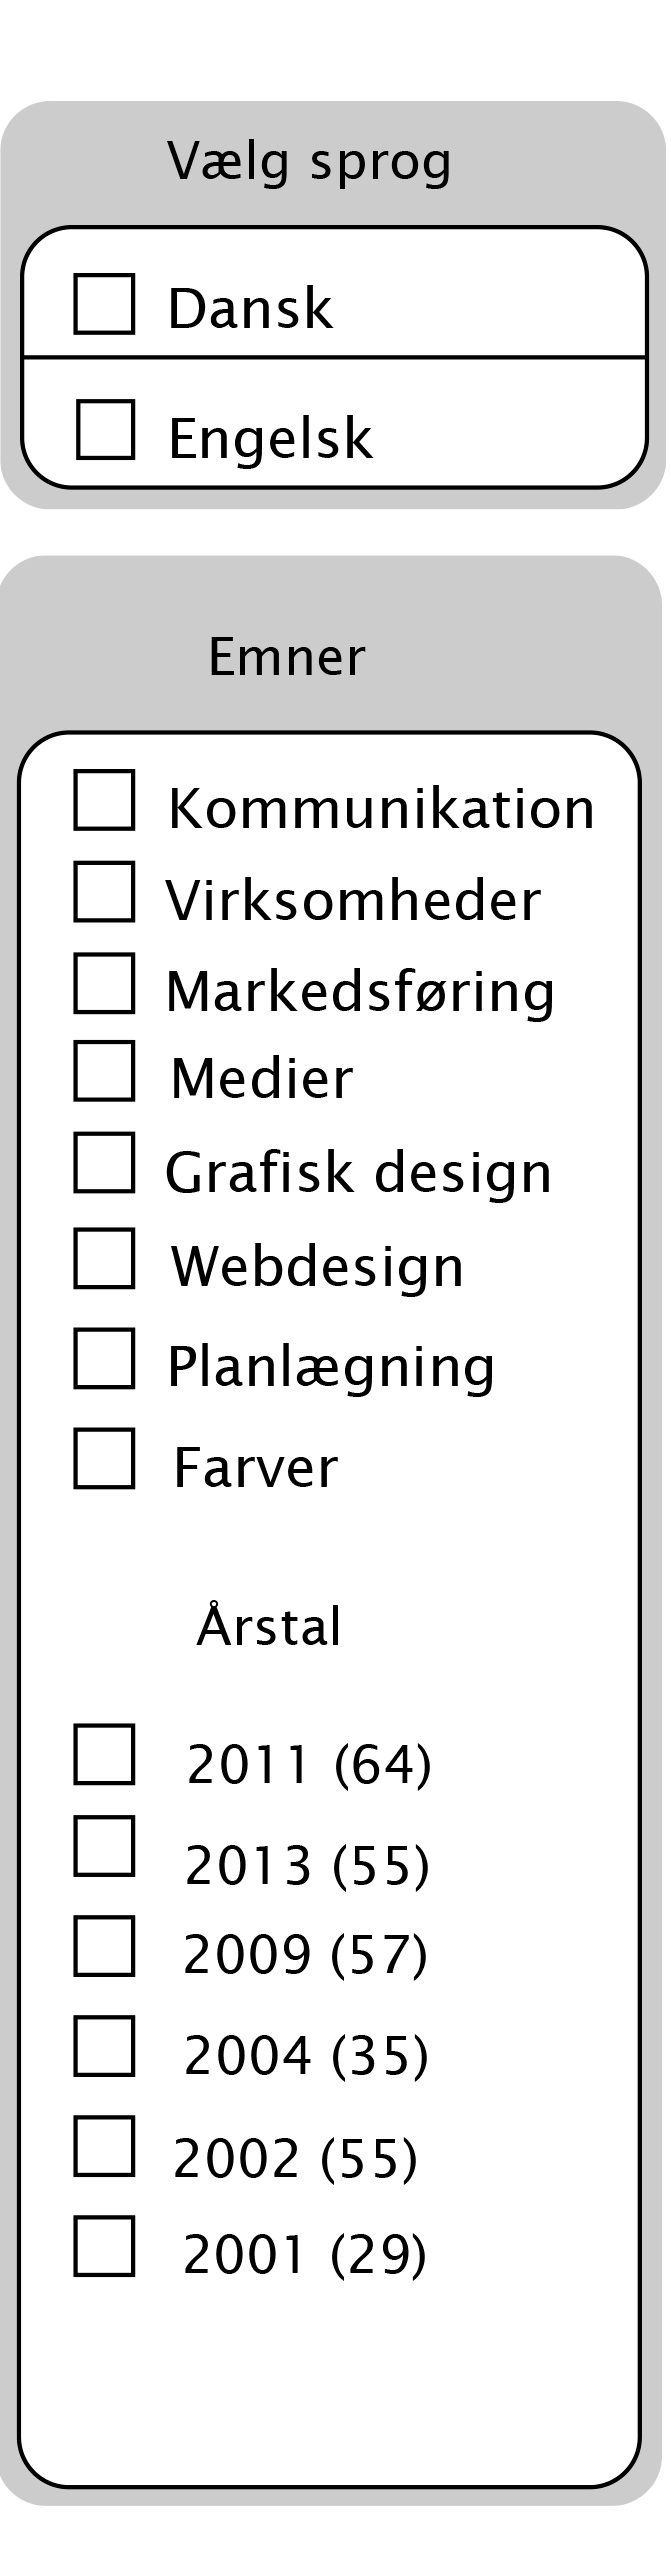 Vælg sprog
Dansk
Engelsk
Emner
Kommunikation
Virksomheder
Markedsføring
Medier
Grafisk design
Webdesign
Planlægning
Farver
Årstal
2011 (64)
2013 (55)
2009 (57)
2004 (35)
2002 (55)
2001 (29)